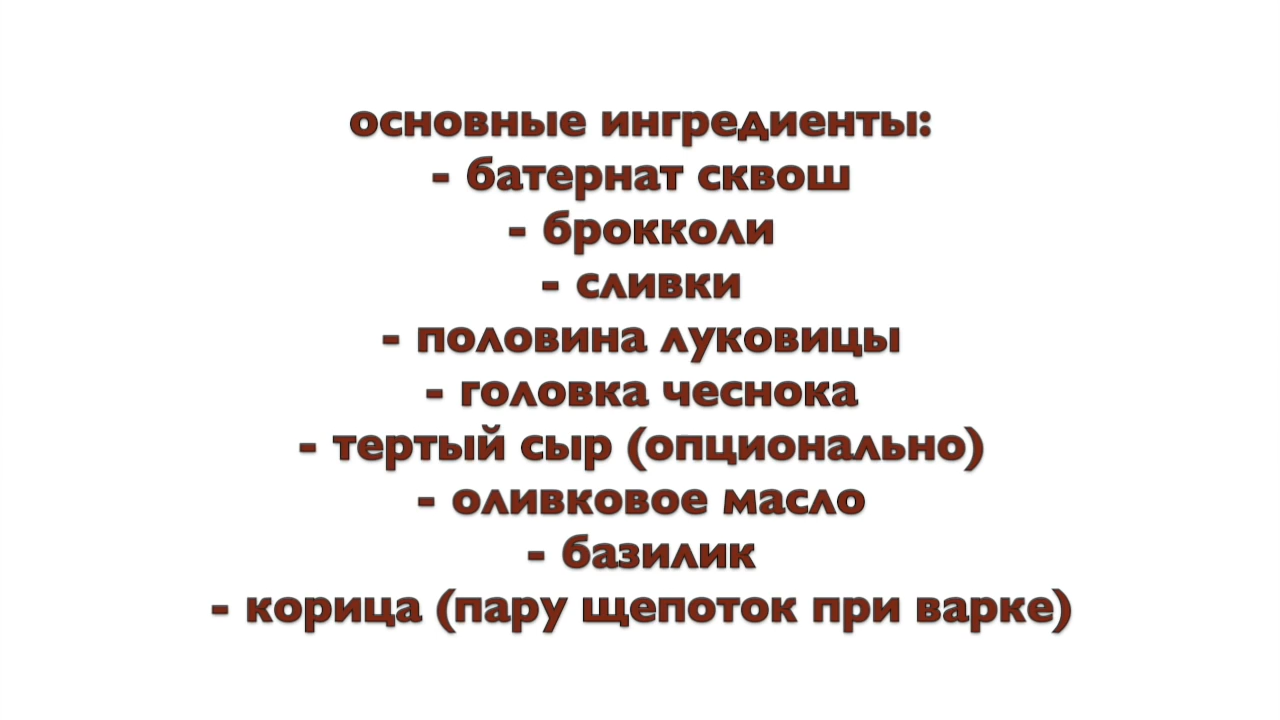 основные ингредиенты:
- батернат сквош
- брокколи
- сливки
- половина луковицы
- головка чеснока
- тертый сыр (опционально)
- оливковое масло
- базилик
- корица (пару щепоток при варке)